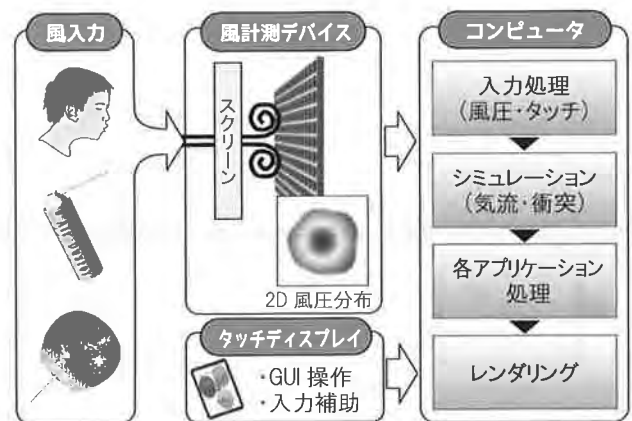 風入力
風計測デバイス
スクリーン
2D 風圧分布
タッチディスプレイ
・GUI 操作
・入力補助
コンピュータ
入力処理
(風圧・タッチ)
シミュレーション
(気流・衝突)
各アプリケーション
処理
レンダリング